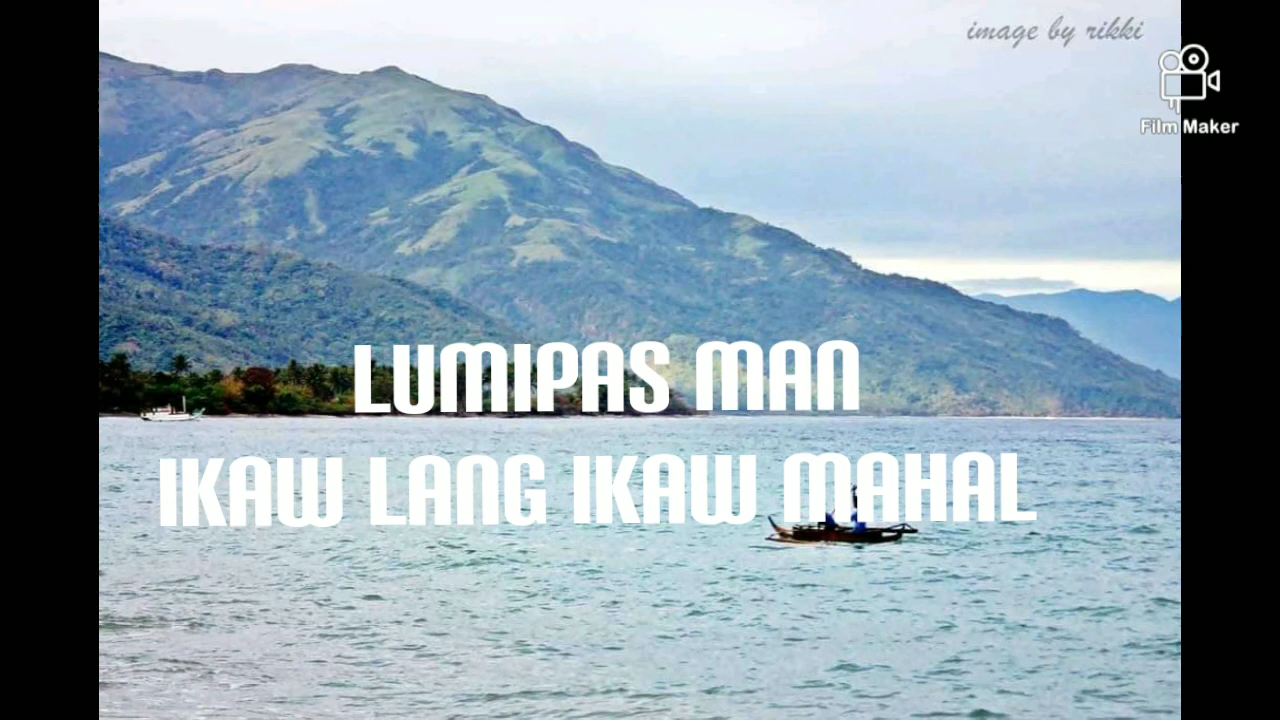 image by rikki
Film Maker
LUMIPAS MAN
IKAW LANG IKAW MAHAL